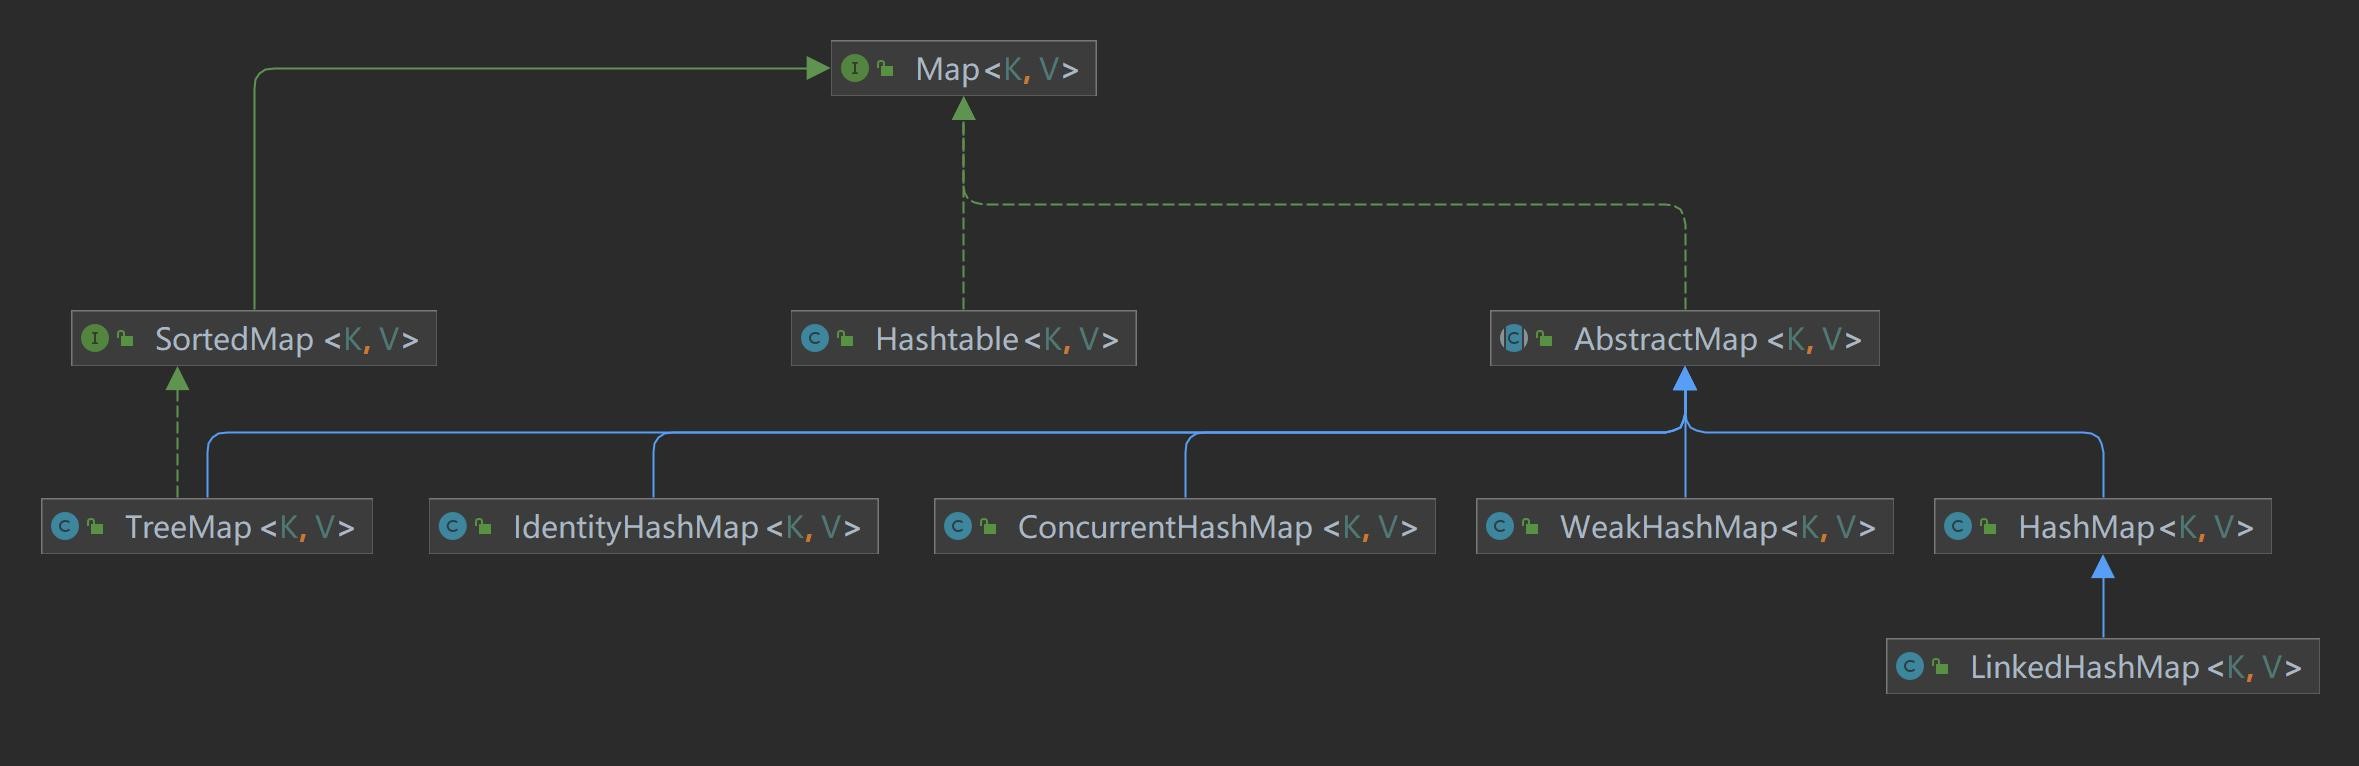 I Map<K, V>
I SortedMap <K, V>
C Hashtable<K, V>
C AbstractMap <K, V>
C TreeMap <K, V>
C IdentityHashMap <K, V>
C ConcurrentHashMap <K, V>
C WeakHashMap<K, V>
C HashMap<K, V>
C LinkedHashMap <K, V>